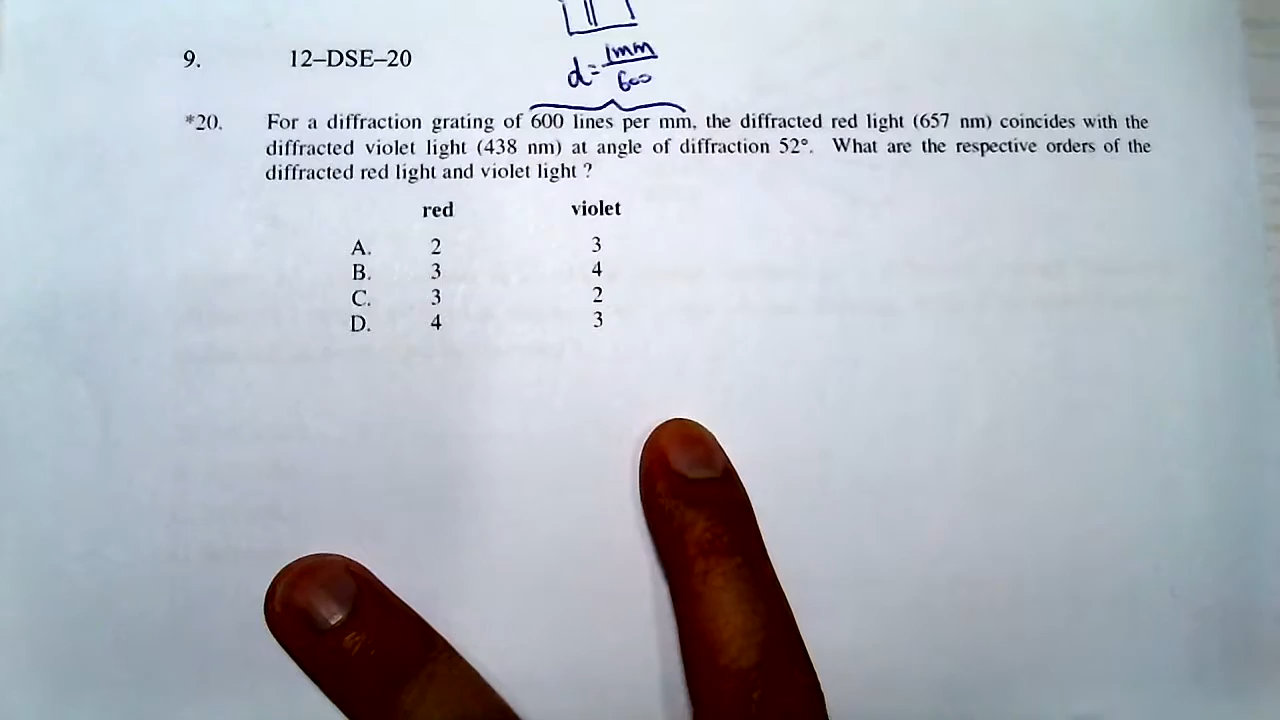 9. 12–DSE–20
d = 1mm / 600
*20. For a diffraction grating of 600 lines per mm, the diffracted red light (657 nm) coincides with the
diffracted violet light (438 nm) at angle of diffraction 52°. What are the respective orders of the
diffracted red light and violet light ?
red violet
A. 2 3
B. 3 4
C. 3 2
D. 4 3